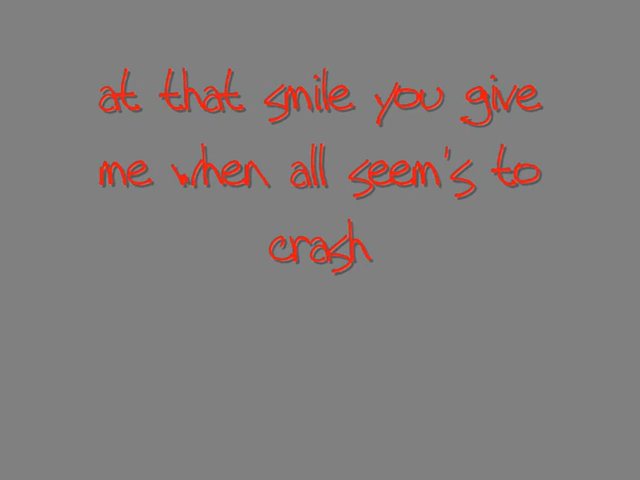 at that smile you give
me when all seem's to
crash